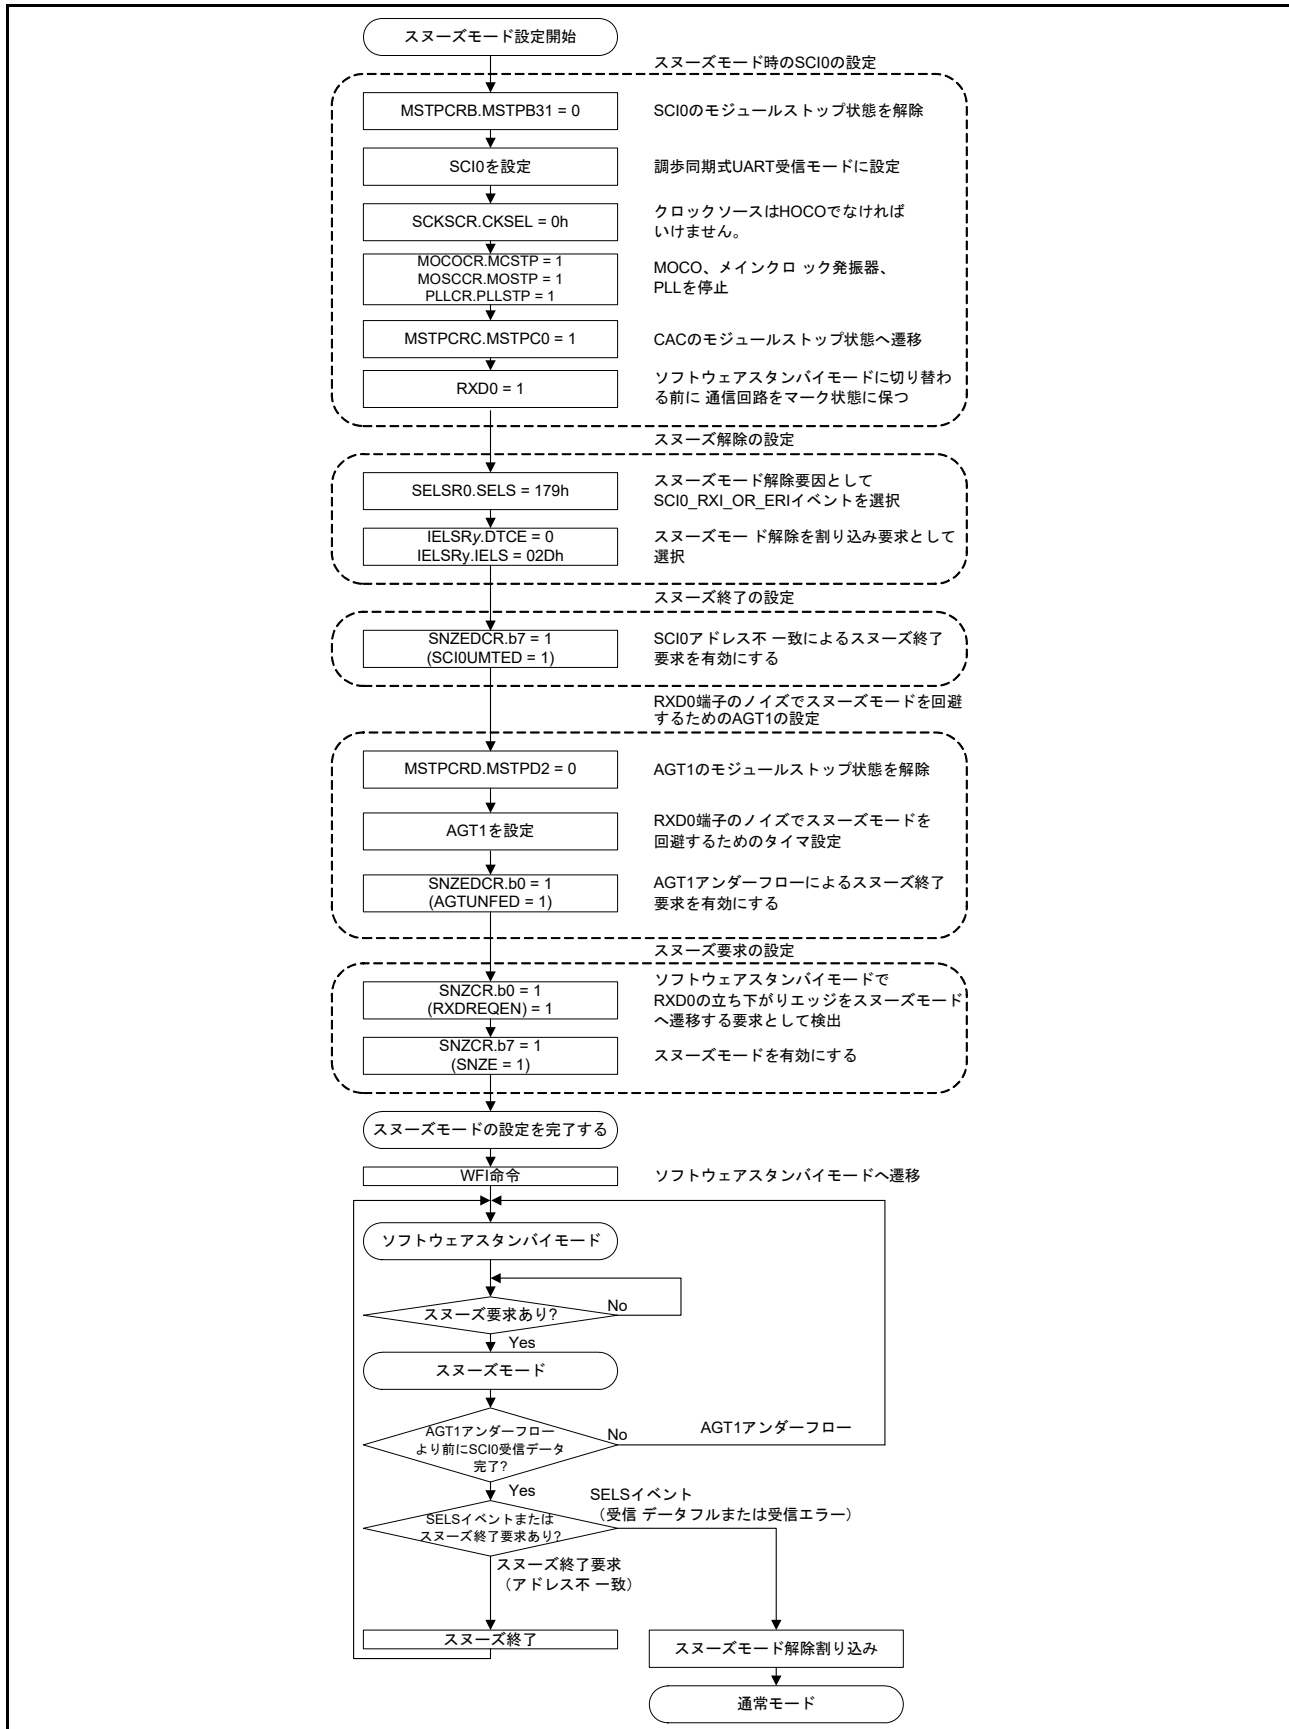 スヌーズモード設定開始
スヌーズモード時のSCI0の設定
MSTPCRB.MSTPB31 = 0
SCI0のモジュールストップ状態を解除
SCI0を設定
調歩同期式UART受信モードに設定
SCKSCR.CKSEL = 0h
クロックソースはHOCOでなければ
いけません。
MOCOCR.MCSTP = 1
MOSCCR.MOSTP = 1
PLLCR.PLLSTP = 1
MOCO、メインクロ ック発振器、
PLLを停止
MSTPCRC.MSTPC0 = 1
CACのモジュールストップ状態へ遷移
RXD0 = 1
ソフトウェアスタンバイモードに切り替わ
る前に 通信回路をマーク状態に保つ
スヌーズ解除の設定
SELSR0.SELS = 179h
スヌーズモード解除要因として
SCI0_RXI_OR_ERIイベントを選択
IELSRy.DTCE = 0
IELSRy.IELS = 02Dh
スヌーズモー ド解除を割り込み要求として
選択
スヌーズ終了の設定
SNZEDCR.b7 = 1
(SCI0UMTED = 1)
SCI0アドレス不 一致によるスヌーズ終了
要求を有効にする
RXD0端子のノイズでスヌーズモードを回避
するためのAGT1の設定
MSTPCRD.MSTPD2 = 0
AGT1のモジュールストップ状態を解除
AGT1を設定
RXD0端子のノイズでスヌーズモードを
回避するためのタイマ設定
SNZEDCR.b0 = 1
(AGTUNFED = 1)
AGT1アンダーフローによるスヌーズ終了
要求を有効にする
スヌーズ要求の設定
SNZCR.b0 = 1
(RXDREQEN) = 1
ソフトウェアスタンバイモードで
RXD0の立ち下がりエッジをスヌーズモード
へ遷移する要求として検出
SNZCR.b7 = 1
(SNZE = 1)
スヌーズモードを有効にする
スヌーズモードの設定を完了する
WFI命令
ソフトウェアスタンバイモードへ遷移
ソフトウェアスタンバイモード
スヌーズ要求あり?
No
Yes
スヌーズモード
AGT1アンダーフロー
より前にSCI0受信データ
完了?
No
AGT1アンダーフロー
Yes
SELSイベントまたは
スヌーズ終了要求あり?
SELSイベント
（受信 データフルまたは受信エラー）
スヌーズ終了要求
（アドレス不 一致）
スヌーズ終了
スヌーズモード解除割り込み
通常モード